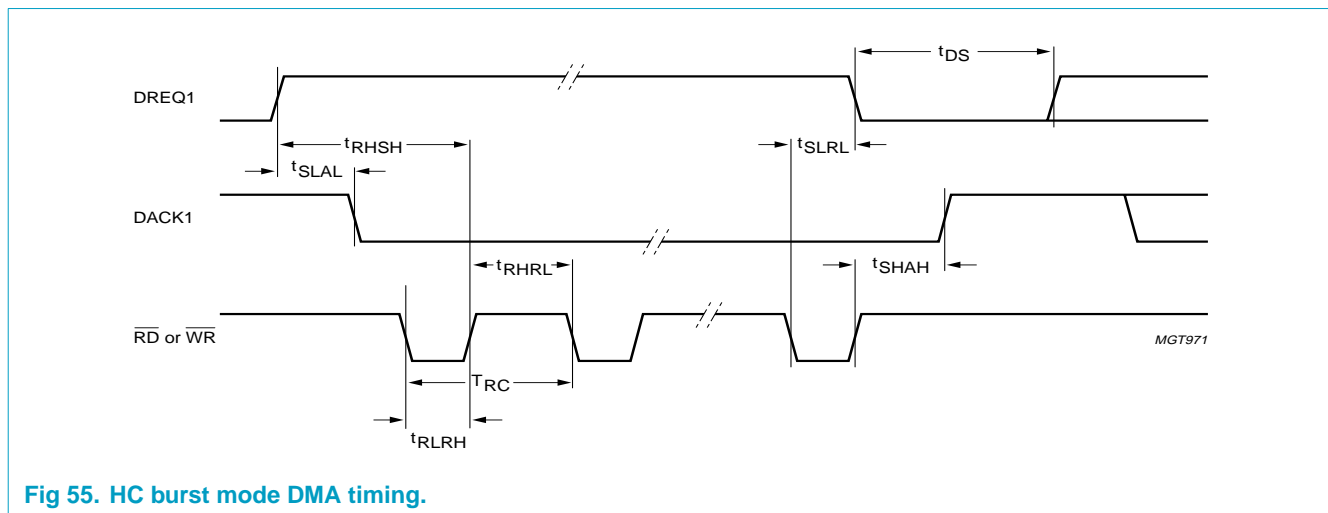 tDS
DREQ1
tRHSH
tSLRL
tSLAL
DACK1
tRHRL
tSHAH
RD or WR
MGT971
TRC
tRLRH
Fig 55. HC burst mode DMA timing.